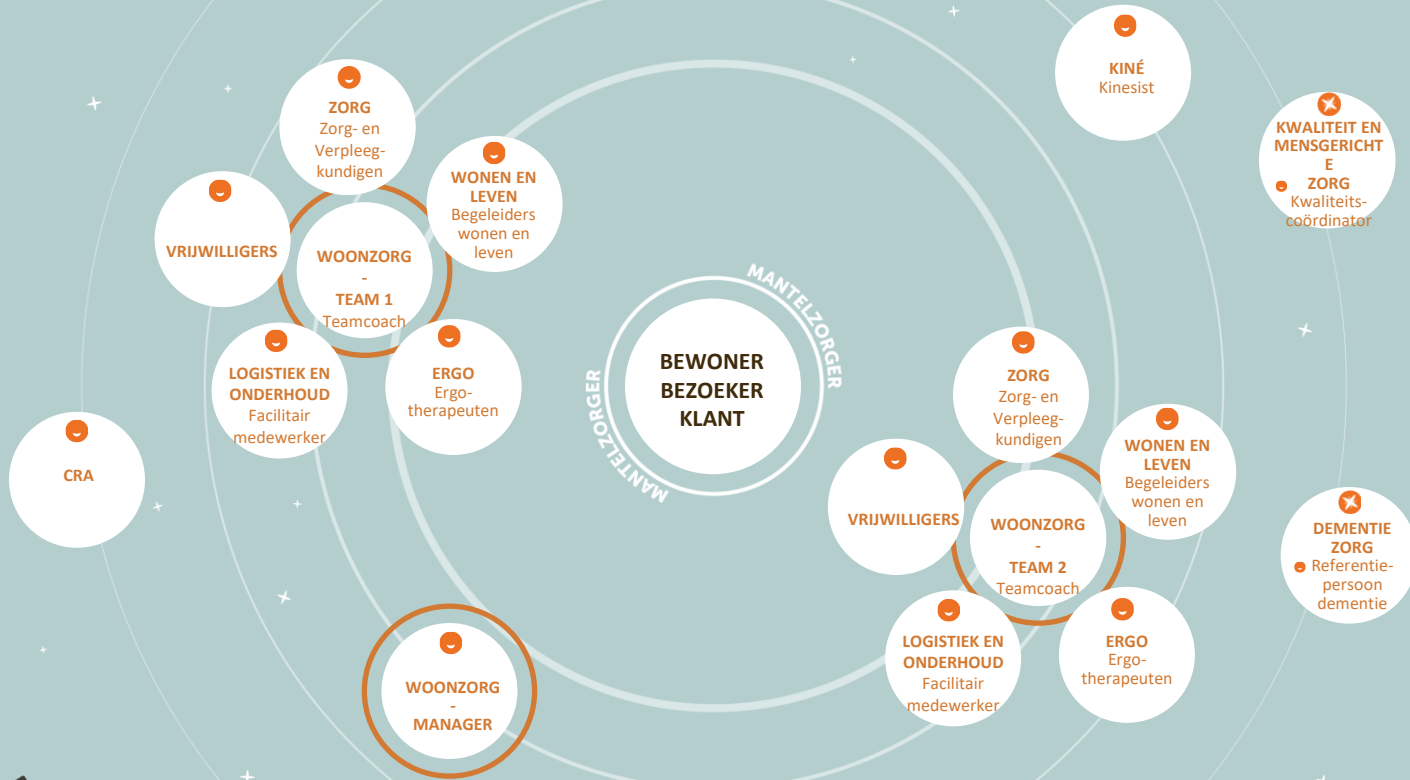 KINÉ
Kinesist
KWALITEIT EN
MENSGERICHT
E
ZORG
Kwaliteits-
coördinator
ZORG
Zorg- en
Verpleeg-
kundigen
WONEN EN
LEVEN
Begeleiders
wonen en
leven
VRIJWILLIGERS
WOONZORG
-
TEAM 1
Teamcoach
LOGISTIEK EN
ONDERHOUD
Facilitair
medewerker
ERGO
Ergo-
therapeuten
MANTELZORGER
MANTELZORGER
BEWONER
BEZOEKER
KLANT
CRA
ZORG
Zorg- en
Verpleeg-
kundigen
WONEN EN
LEVEN
Begeleiders
wonen en
leven
VRIJWILLIGERS
WOONZORG
-
TEAM 2
Teamcoach
LOGISTIEK EN
ONDERHOUD
Facilitair
medewerker
ERGO
Ergo-
therapeuten
DEMENTIE
ZORG
Referentie-
persoon
dementie
WOONZORG
-
MANAGER